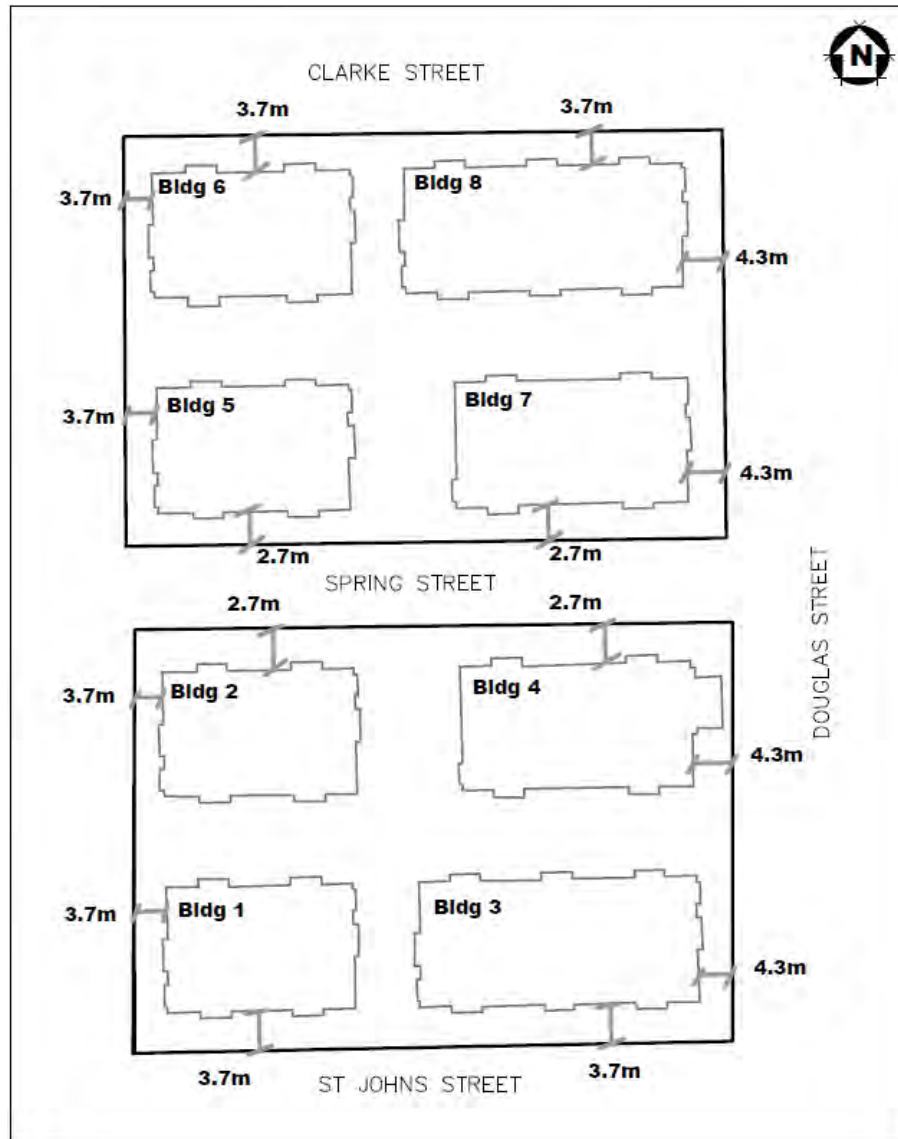 N
CLARKE STREET
3.7m
3.7m
Bldg 6
Bldg 8
3.7m
4.3m
Bldg 5
Bldg 7
3.7m
4.3m
2.7m
2.7m
SPRING STREET
2.7m
2.7m
DOUGLAS STREET
Bldg 2
Bldg 4
3.7m
4.3m
Bldg 1
Bldg 3
3.7m
4.3m
3.7m
3.7m
ST JOHNS STREET